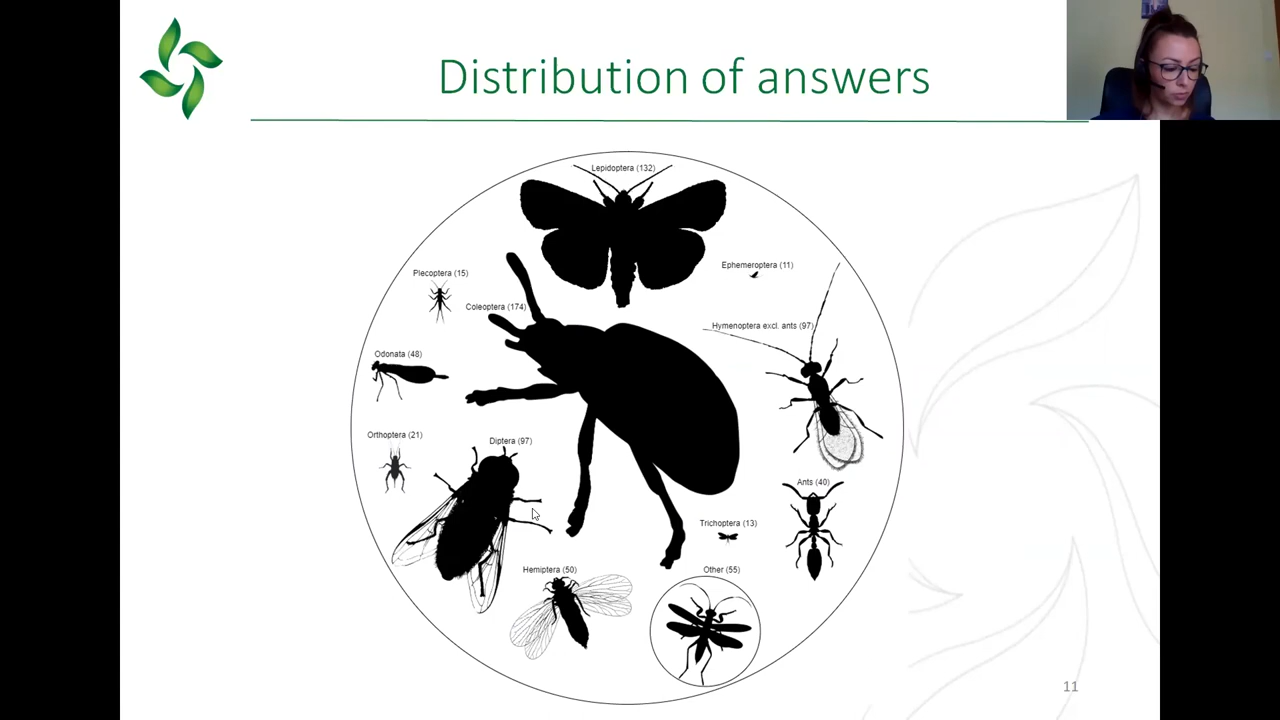 Distribution of answers
Lepidoptera (132)
Ephemeroptera (11)
Plecoptera (15)
Coleoptera (174)
Hymenoptera excl. ants (97)
Odonata (48)
Orthoptera (21)
Diptera (97)
Ants (40)
Trichoptera (13)
Hemiptera (50)
Other (55)
11